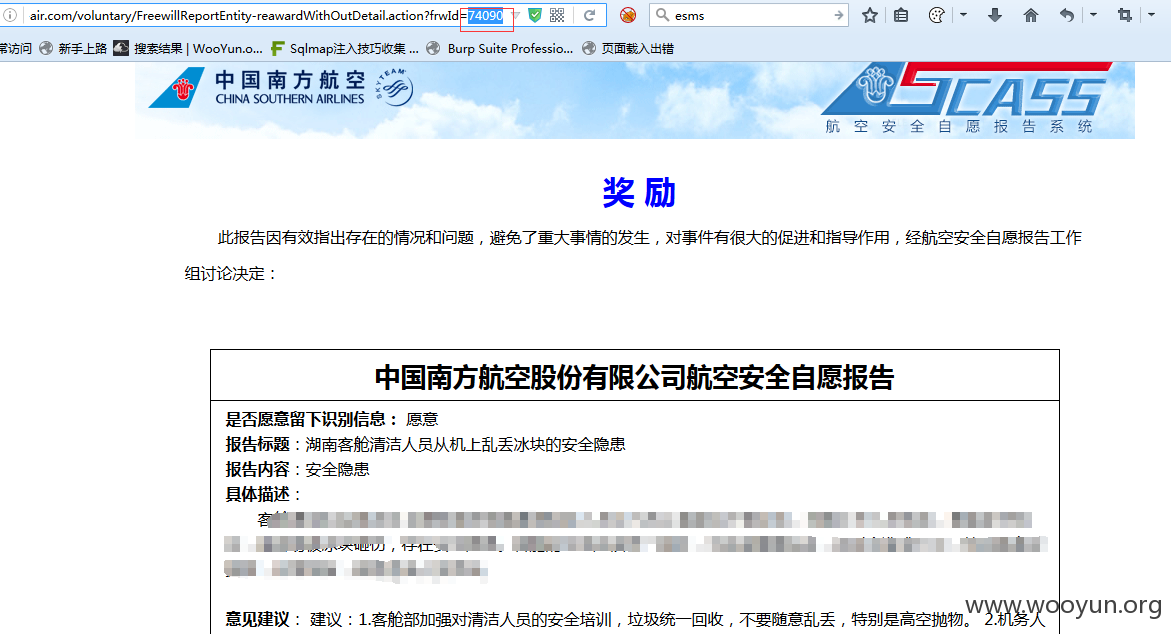 air.com/voluntary/FreewillReportEntity-reawardWithOutDetail.action?frwId=74090 esms
常访问 新手上路 搜索结果 | WooYun.o... Sqlmap注入技巧收集 ... Burp Suite Professio... 页面载入出错
中国南方航空
CHINA SOUTHERN AIRLINES
SKYTEAM
SCASS
航空安全自愿报告系统
奖 励
此报告因有效指出存在的情况和问题，避免了重大事情的发生，对事件有很大的促进和指导作用，经航空安全自愿报告工作
组讨论决定：
中国南方航空股份有限公司航空安全自愿报告
是否愿意留下识别信息： 愿意
报告标题：湖南客舱清洁人员从机上乱丢冰块的安全隐患
报告内容：安全隐患
具体描述：
客
被冰块砸伤，存在安
意见建议： 建议：1.客舱部加强对清洁人员的安全培训，垃圾统一回收，不要随意乱丢，特别是高空抛物。 2.机务人
www.wooyun.org